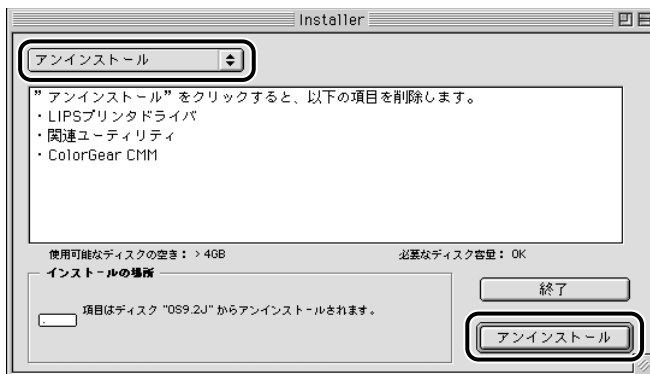 Installer
アンインストール
”アンインストール”をクリックすると、以下の項目を削除します。
・LIPSプリンタドライバ
・関連ユーティリティ
・ColorGear CMM
使用可能なディスクの空き：>4GB
必要なディスク容量：OK
インストールの場所
項目はディスク "OS9.2J"からアンインストールされます。
終了
アンインストール